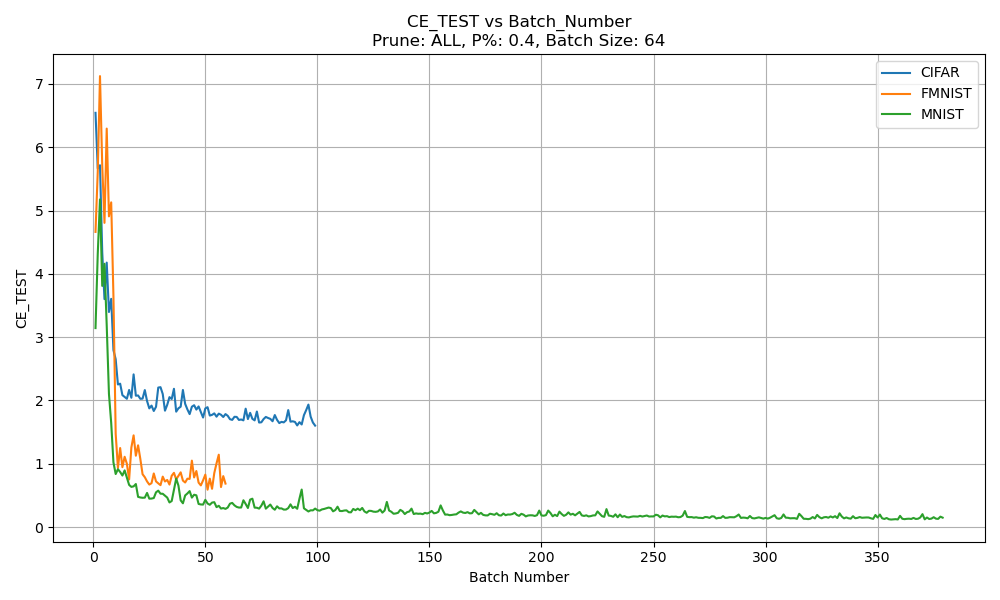 CE_TEST vs Batch_Number
Prune: ALL, P%: 0.4, Batch Size: 64
CIFAR
FMNIST
MNIST
7
6
5
4
3
2
1
0
CE_TEST
0
50
100
150
200
250
300
350
Batch Number